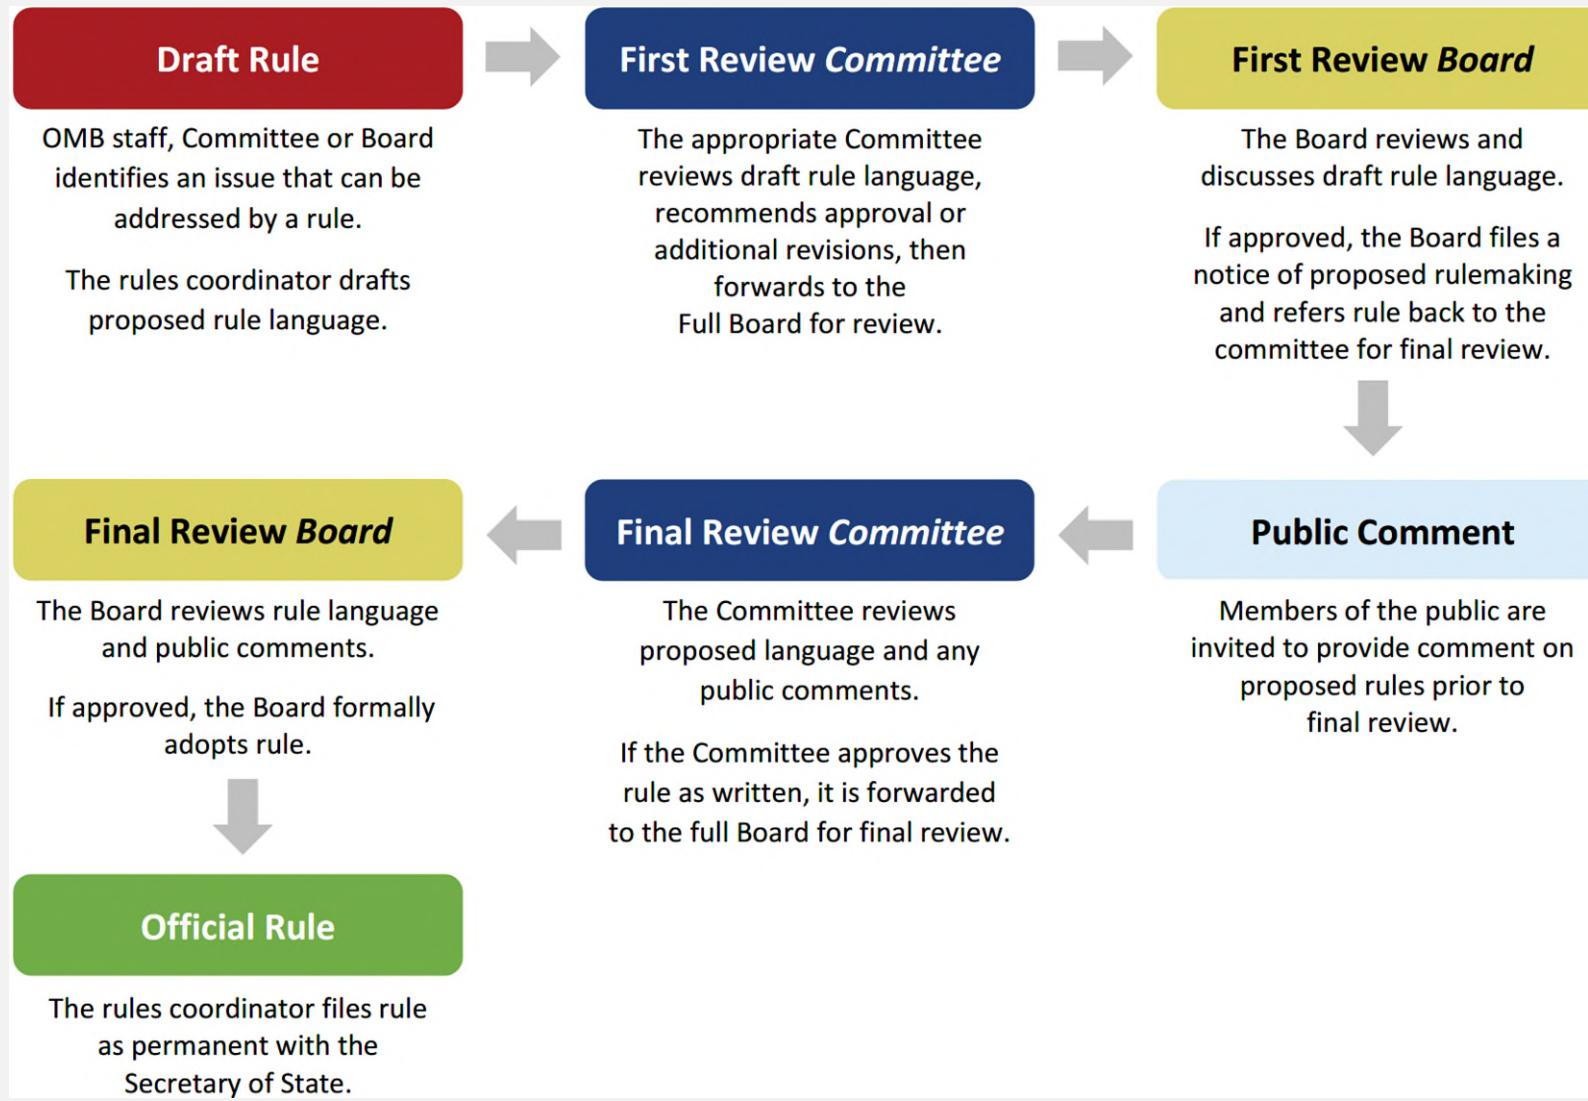 Draft Rule
OMB staff, Committee or Board
identifies an issue that can be
addressed by a rule.
The rules coordinator drafts
proposed rule language.
First Review Committee
The appropriate Committee
reviews draft rule language,
recommends approval or
additional revisions, then
forwards to the
Full Board for review.
First Review Board
The Board reviews and
discusses draft rule language.
If approved, the Board files a
notice of proposed rulemaking
and refers rule back to the
committee for final review.
Public Comment
Members of the public are
invited to provide comment on
proposed rules prior to
final review.
Final Review Committee
The Committee reviews
proposed language and any
public comments.
If the Committee approves the
rule as written, it is forwarded
to the full Board for final review.
Final Review Board
The Board reviews rule language
and public comments.
If approved, the Board formally
adopts rule.
Official Rule
The rules coordinator files rule
as permanent with the
Secretary of State.